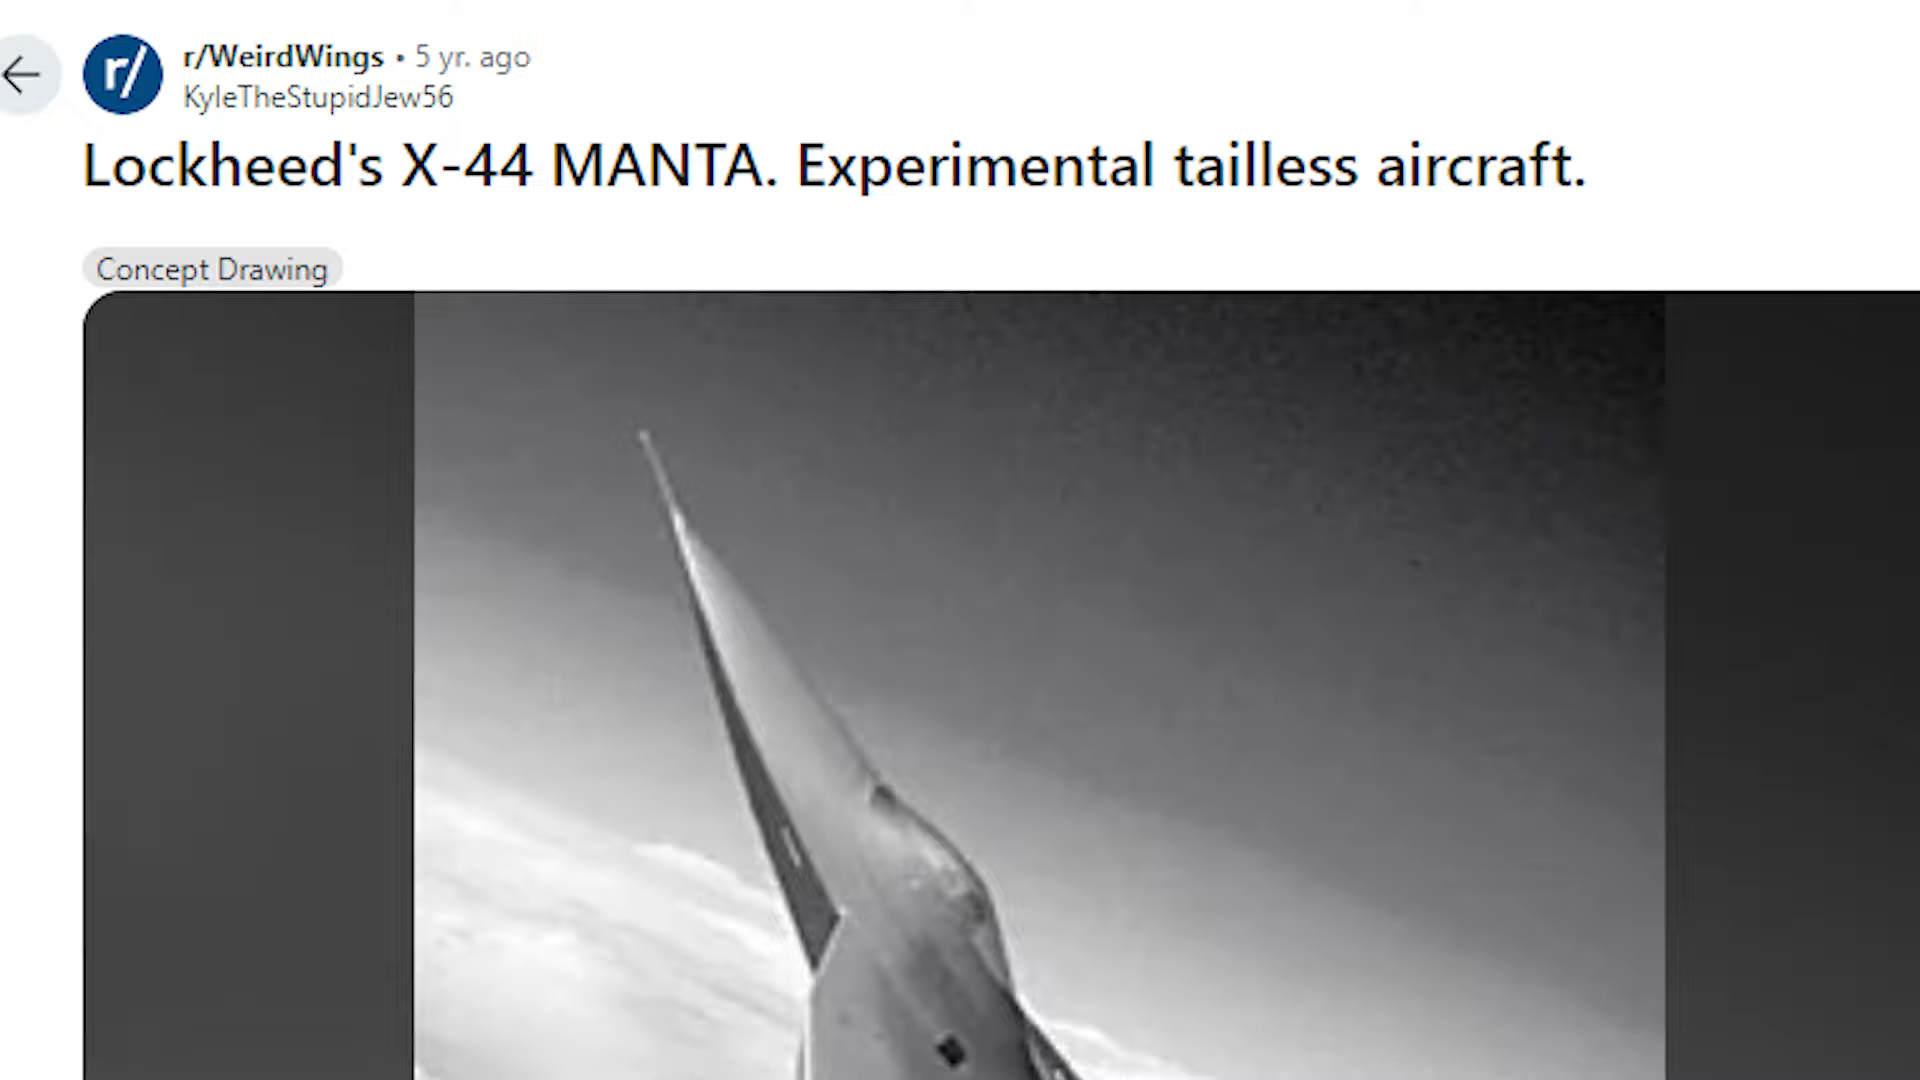 r/
r/WeirdWings • 5 yr. ago
KyleTheStupidJew56
Lockheed's X-44 MANTA. Experimental tailless aircraft.
Concept Drawing